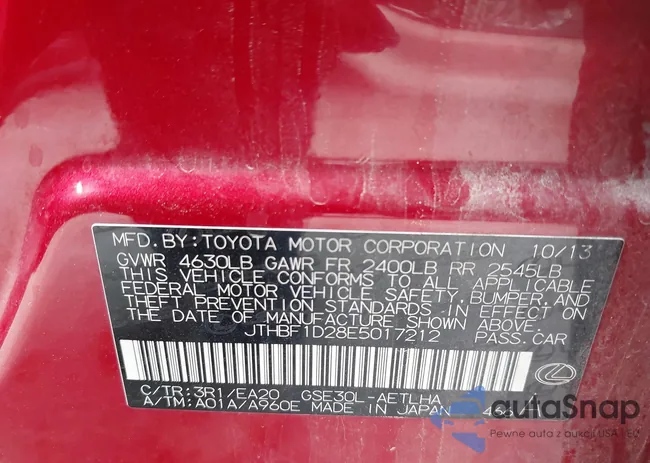 MFD. BY: TOYOTA MOTOR CORPORATION 10/13
GVWR 4630LB GAWR FR 2400LB RR 2545LB
THIS VEHICLE CONFORMS TO ALL APPLICABLE
FEDERAL MOTOR VEHICLE SAFETY, BUMPER, AND
THEFT PREVENTION STANDARDS IN EFFECT ON
THE DATE OF MANUFACTURE SHOWN ABOVE.
JTHBF1D28E5017212 PASS. CAR
C/TR: 3R1/EA20 GSE30L-AETLHA
A/TM: A01A/A960E MADE IN JAPAN
autoSnap
Pewne auta z aukcji USA i EU